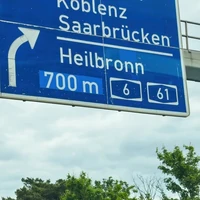 Koblenz
Saarbrücken
Heilbronn
700 m 6 61